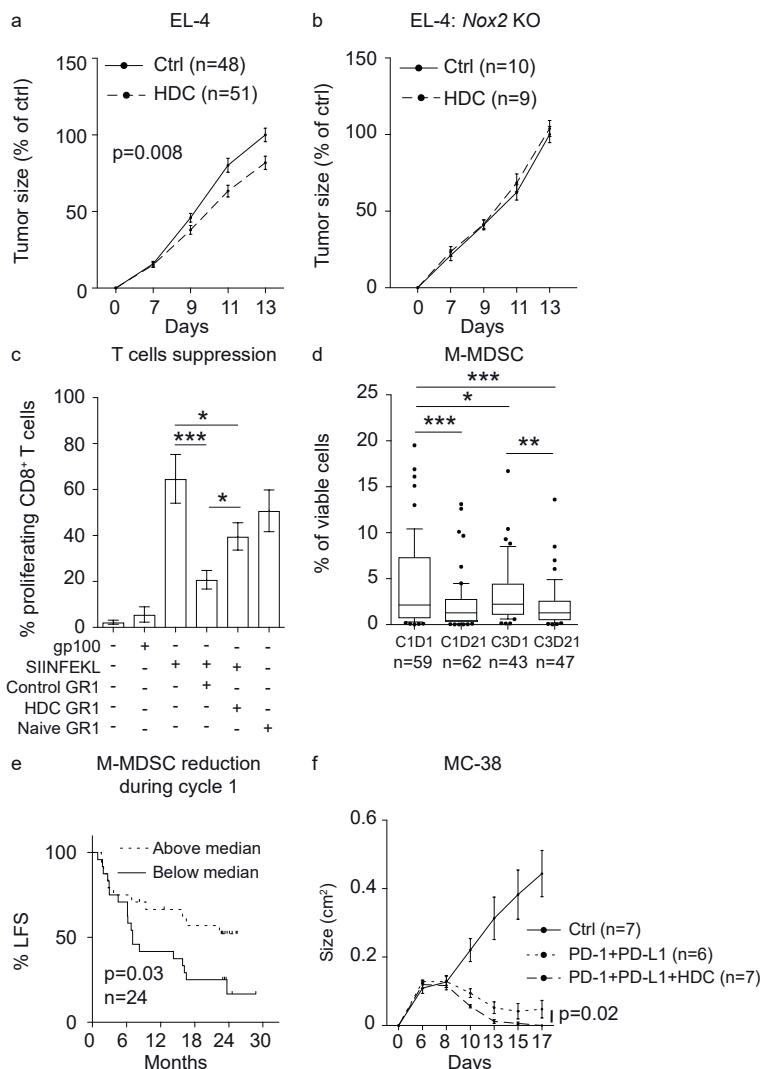 a EL-4
Tumor size (% of ctrl)
150
100
50
0
Ctrl (n=48)
HDC (n=51)
p=0.008
0 7 9 11 13
Days
b EL-4: Nox2 KO
Tumor size (% of ctrl)
150
100
50
0
Ctrl (n=10)
HDC (n=9)
0 7 9 11 13
Days
c T cells suppression
% proliferating CD8+ T cells
100
80
60
40
20
0
* 
***
*
gp100 - + - - - -
SIINFEKL - - + + + -
Control GR1 - - - + - -
HDC GR1 - - - - + -
Naive GR1 - - - - - +
d M-MDSC
% of viable cells
25
20
15
10
5
0
***
*
***
**
C1D1 C1D21 C3D1 C3D21
n=59 n=62 n=43 n=47
e M-MDSC reduction
during cycle 1
% LFS
100
50
0
Above median
Below median
p=0.03
n=24
0 6 12 18 24 30
Months
f MC-38
Size (cm2)
0.6
0.4
0.2
0
Ctrl (n=7)
PD-1+PD-L1 (n=6)
PD-1+PD-L1+HDC (n=7)
p=0.02
0 6 8 10 13 15 17
Days